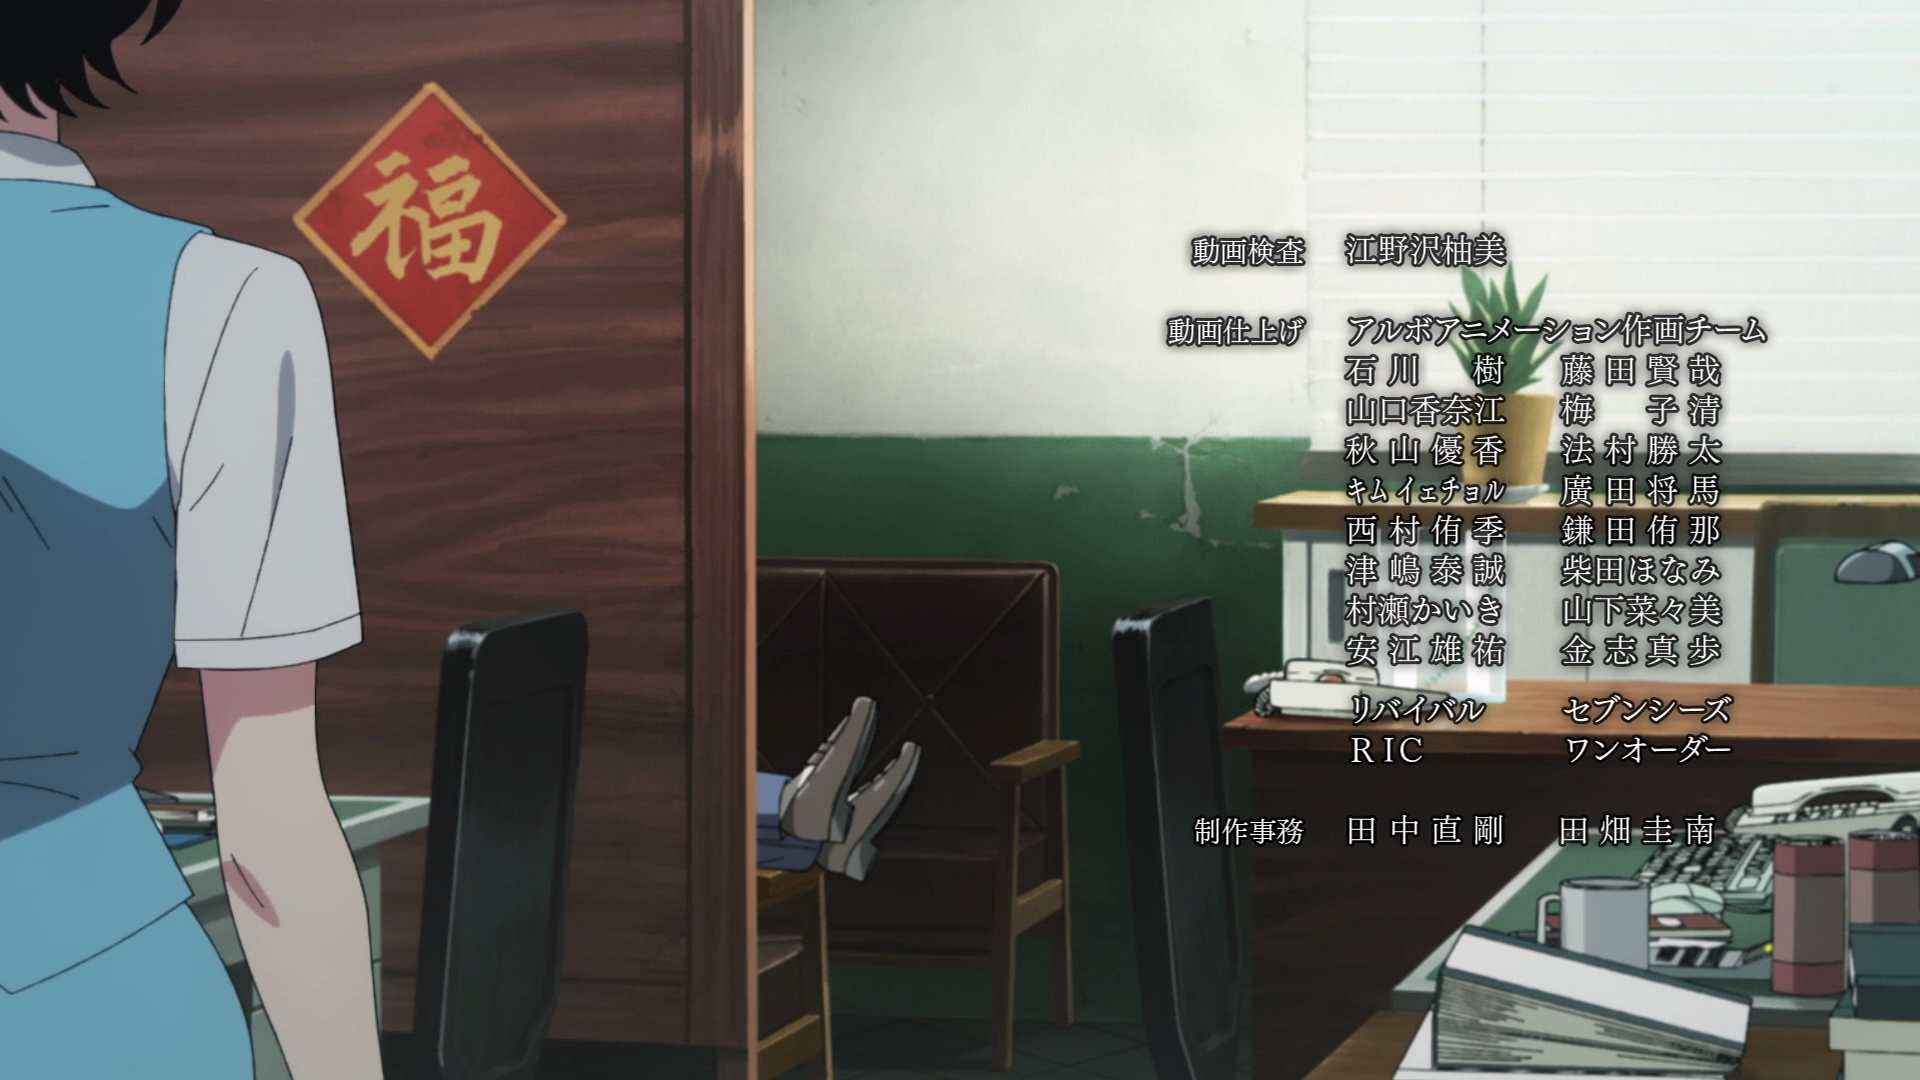 福
動画検査 江野沢柚美
動画仕上げ アルボアニメーション作画チーム
石川 樹 藤田賢哉
山口香奈江 梅 子清
秋山優香 法村勝太
キム イェチョル 廣田将馬
西村侑季 鎌田侑那
津嶋泰誠 柴田ほなみ
村瀬かいき 山下菜々美
安江雄祐 金志真歩
リバイバル セブンシーズ
RIC ワンオーダー
制作事務 田中直剛 田畑圭南